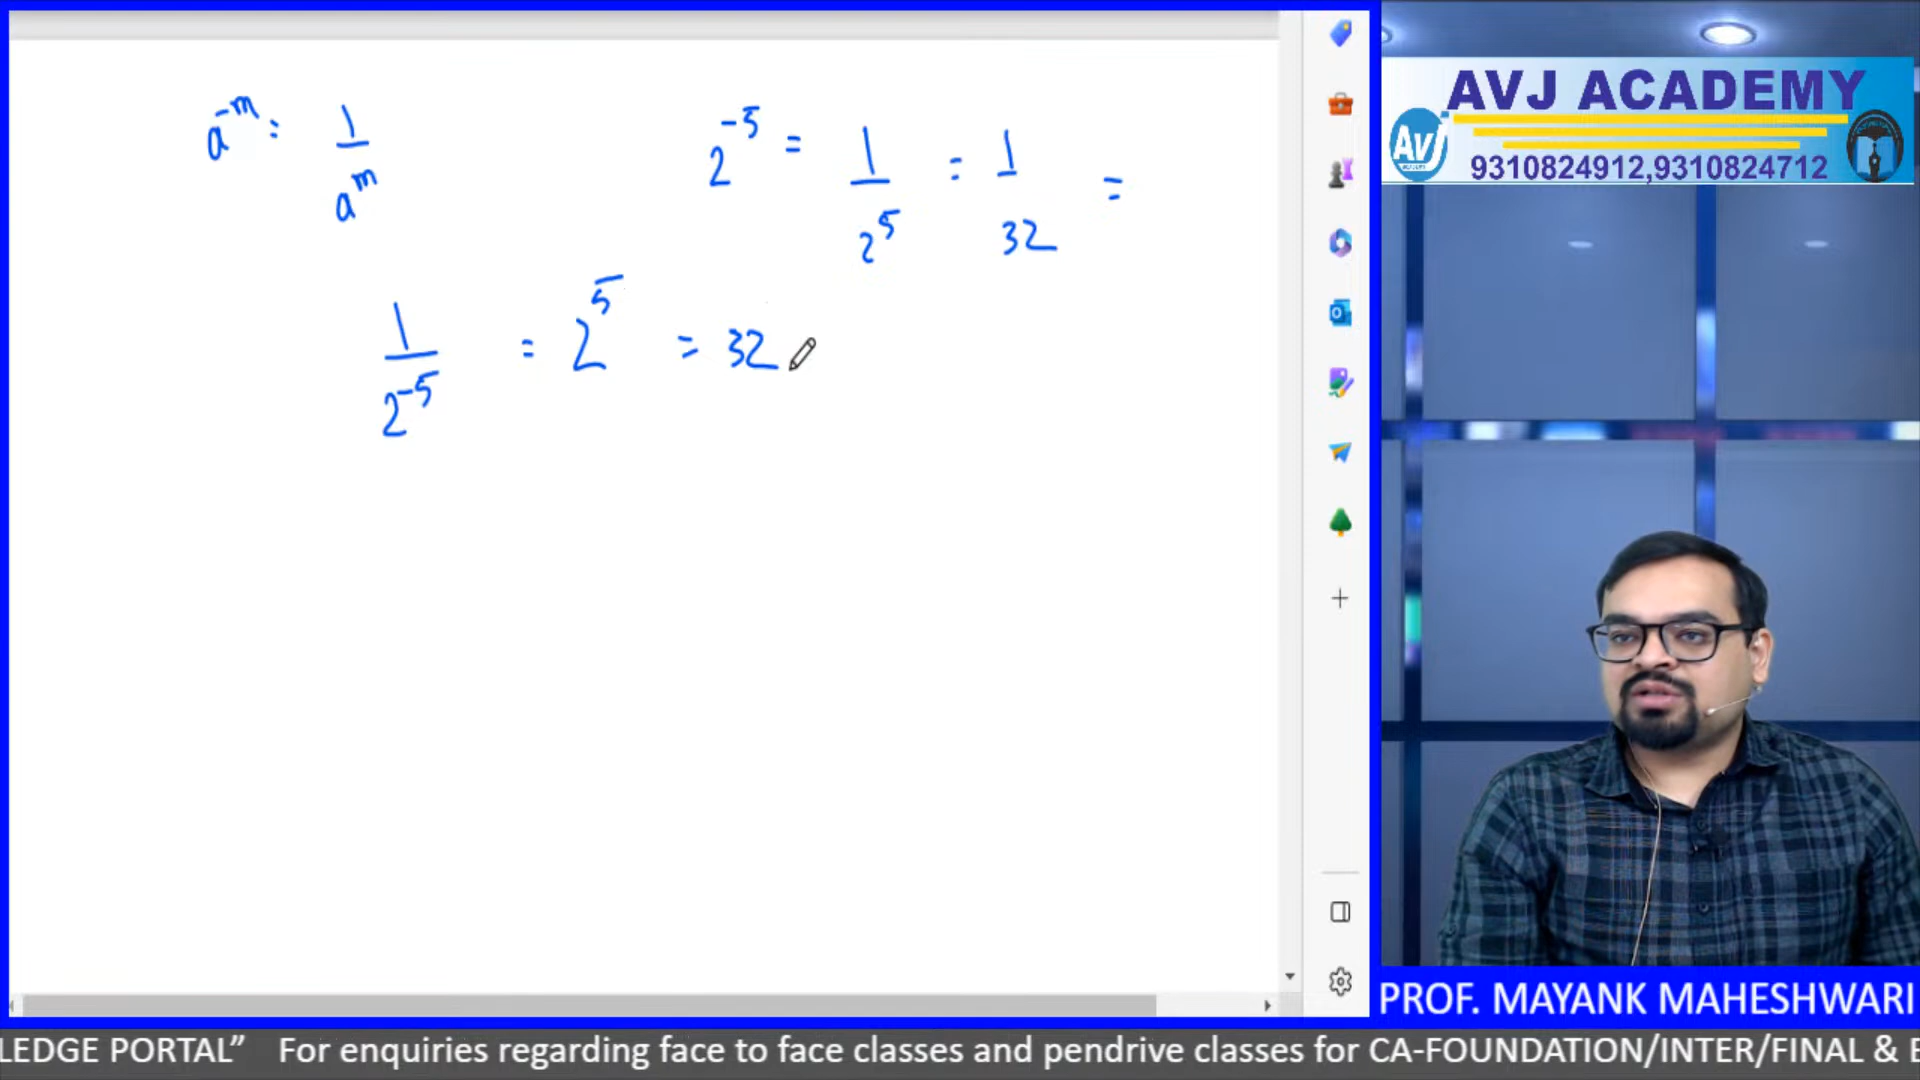 a^-m = 1/a^m
2^-5 = 1/2^5 = 1/32 =
1/2^-5 = 2^5 = 32
AVJ ACADEMY
AVJ
9310824912,9310824712
PROF. MAYANK MAHESHWARI
LEDGE PORTAL” For enquiries regarding face to face classes and pendrive classes for CA-FOUNDATION/INTER/FINAL & E